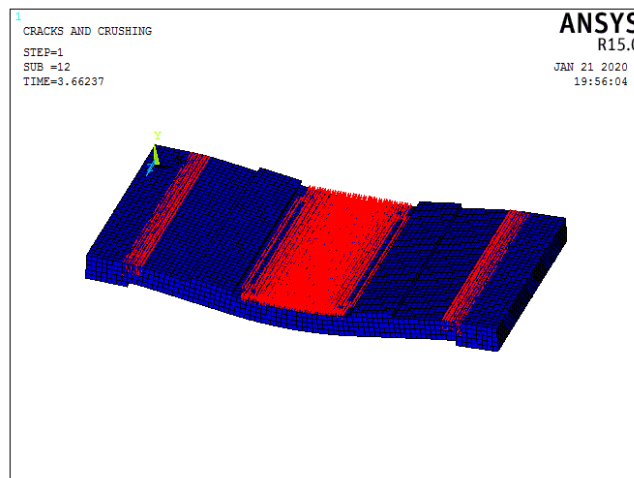 1
CRACKS AND CRUSHING
STEP=1
SUB =12
TIME=3.66237
ANSYS
R15.0
JAN 21 2020
19:56:04
Y
Z